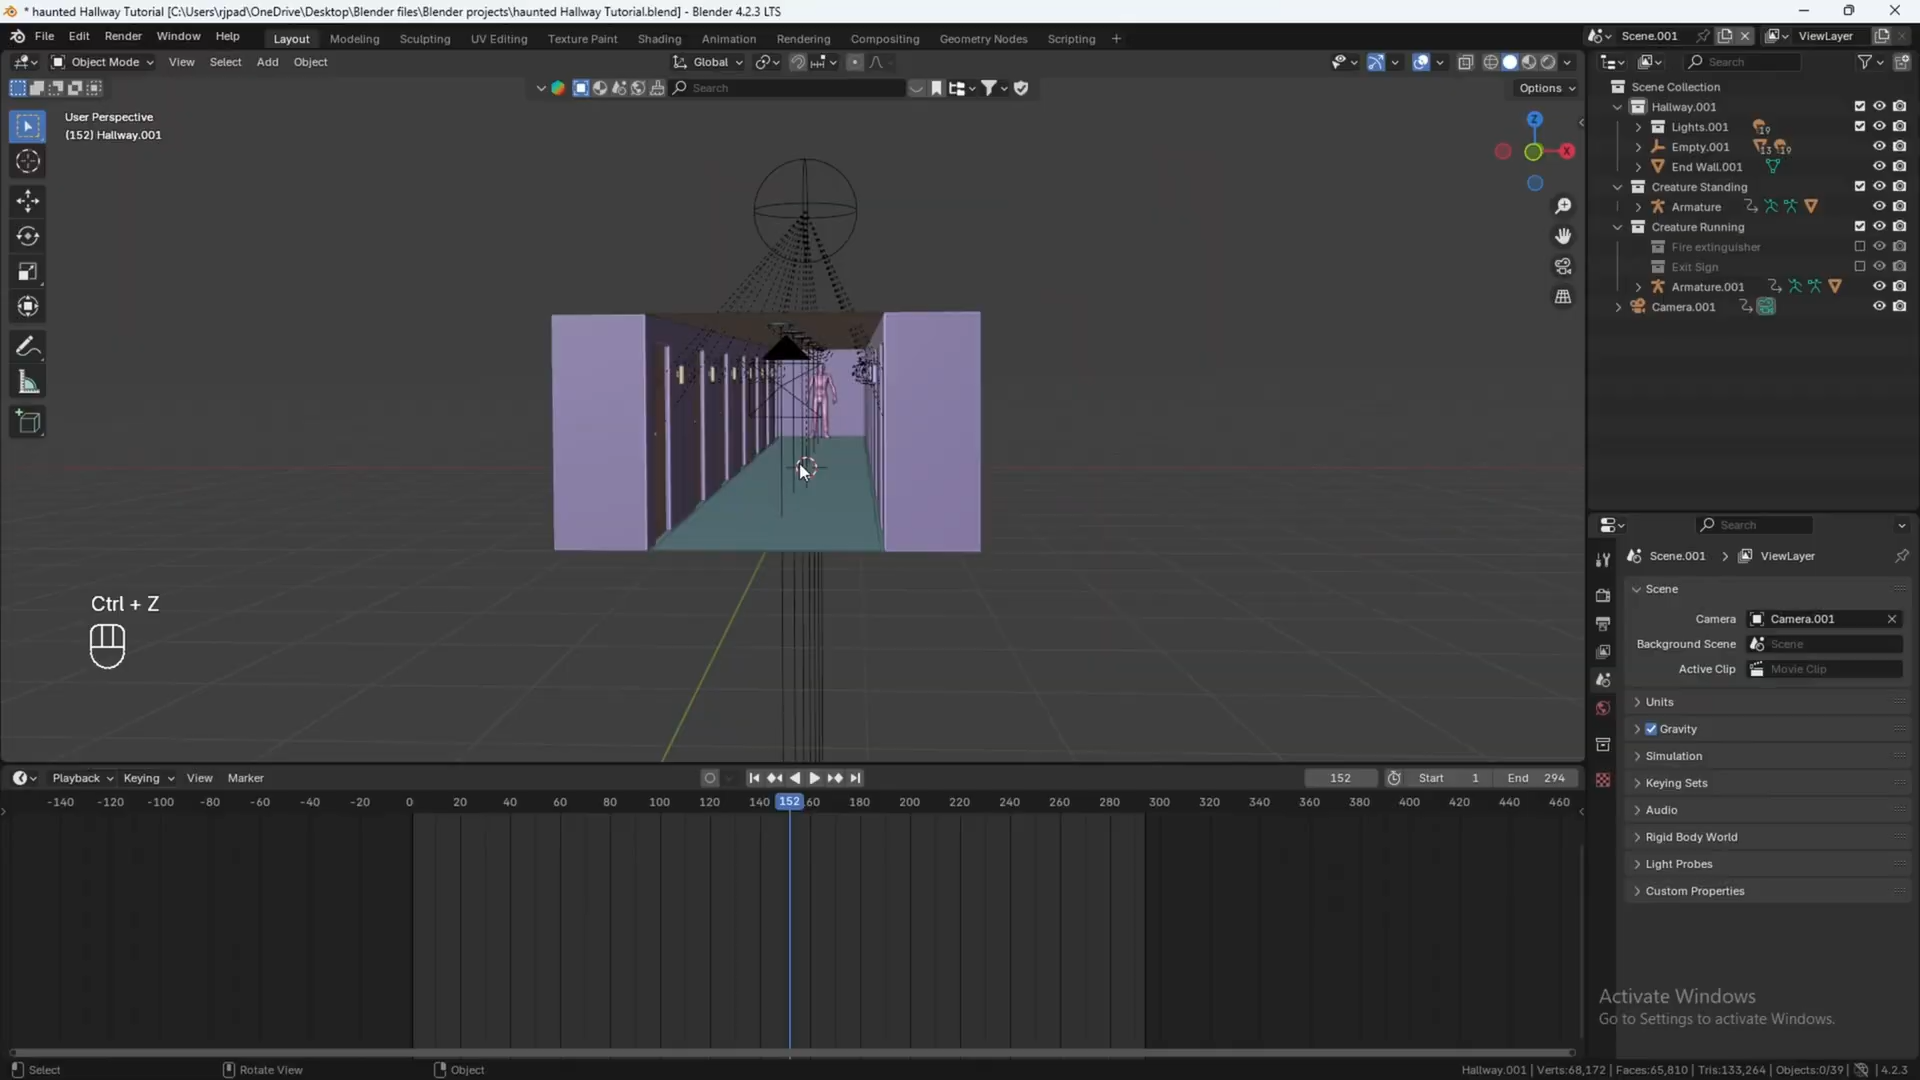 * haunted Hallway Tutorial [C:\Users\rjpad\OneDrive\Desktop\Blender files\Blender projects\haunted Hallway Tutorial.blend] - Blender 4.2.3 LTS
File Edit Render Window Help Layout Modeling Sculpting UV Editing Texture Paint Shading Animation Rendering Compositing Geometry Nodes Scripting + Scene.001 ViewLayer
Object Mode View Select Add Object Global Search
Search Options
User Perspective
(152) Hallway.001
Z
X
Scene Collection
Hallway.001
Lights.001 19
Empty.001 13 19
End Wall.001
Creature Standing
Armature
Creature Running
Fire extinguisher
Exit Sign
Armature.001
Camera.001
Ctrl + Z
Search
Scene.001 > ViewLayer
Scene
Camera Camera.001
Background Scene Scene
Active Clip Movie Clip
Units
Gravity
Simulation
Keying Sets
Audio
Rigid Body World
Light Probes
Custom Properties
Playback Keying View Marker 152 Start 1 End 294
-140 -120 -100 -80 -60 -40 -20 0 20 40 60 80 100 120 140 152 60 180 200 220 240 260 280 300 320 340 360 380 400 420 440 460
Activate Windows
Go to Settings to activate Windows.
Select Rotate View Object Hallway.001 | Verts:68,172 | Faces:65,810 | Tris:133,264 | Objects:0/39 | 4.2.3